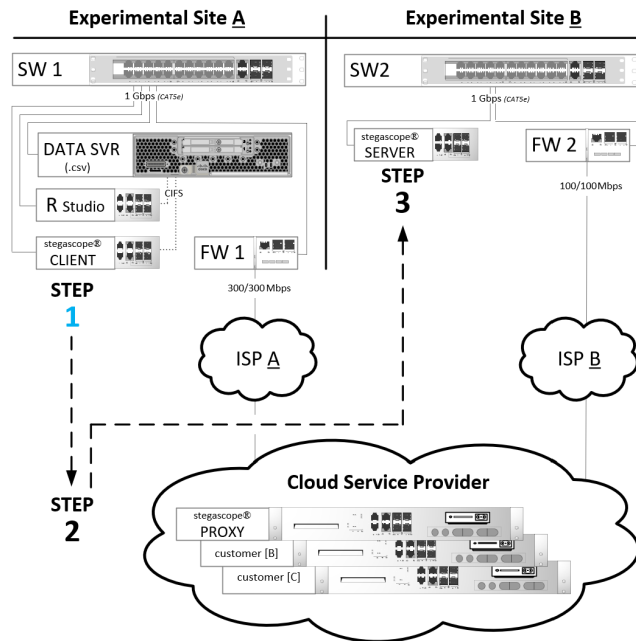 Experimental Site A
Experimental Site B
SW 1
SW2
1 Gbps (CAT5e)
1 Gbps (CAT5e)
DATA SVR
(.csv)
stegascope®
SERVER
FW 2
CIFS
STEP
3
100/100Mbps
R Studio
stegascope®
CLIENT
FW 1
STEP
1
300/300Mbps
ISP A
ISP B
Cloud Service Provider
STEP
2
stegascope®
PROXY
customer [B]
customer [C]